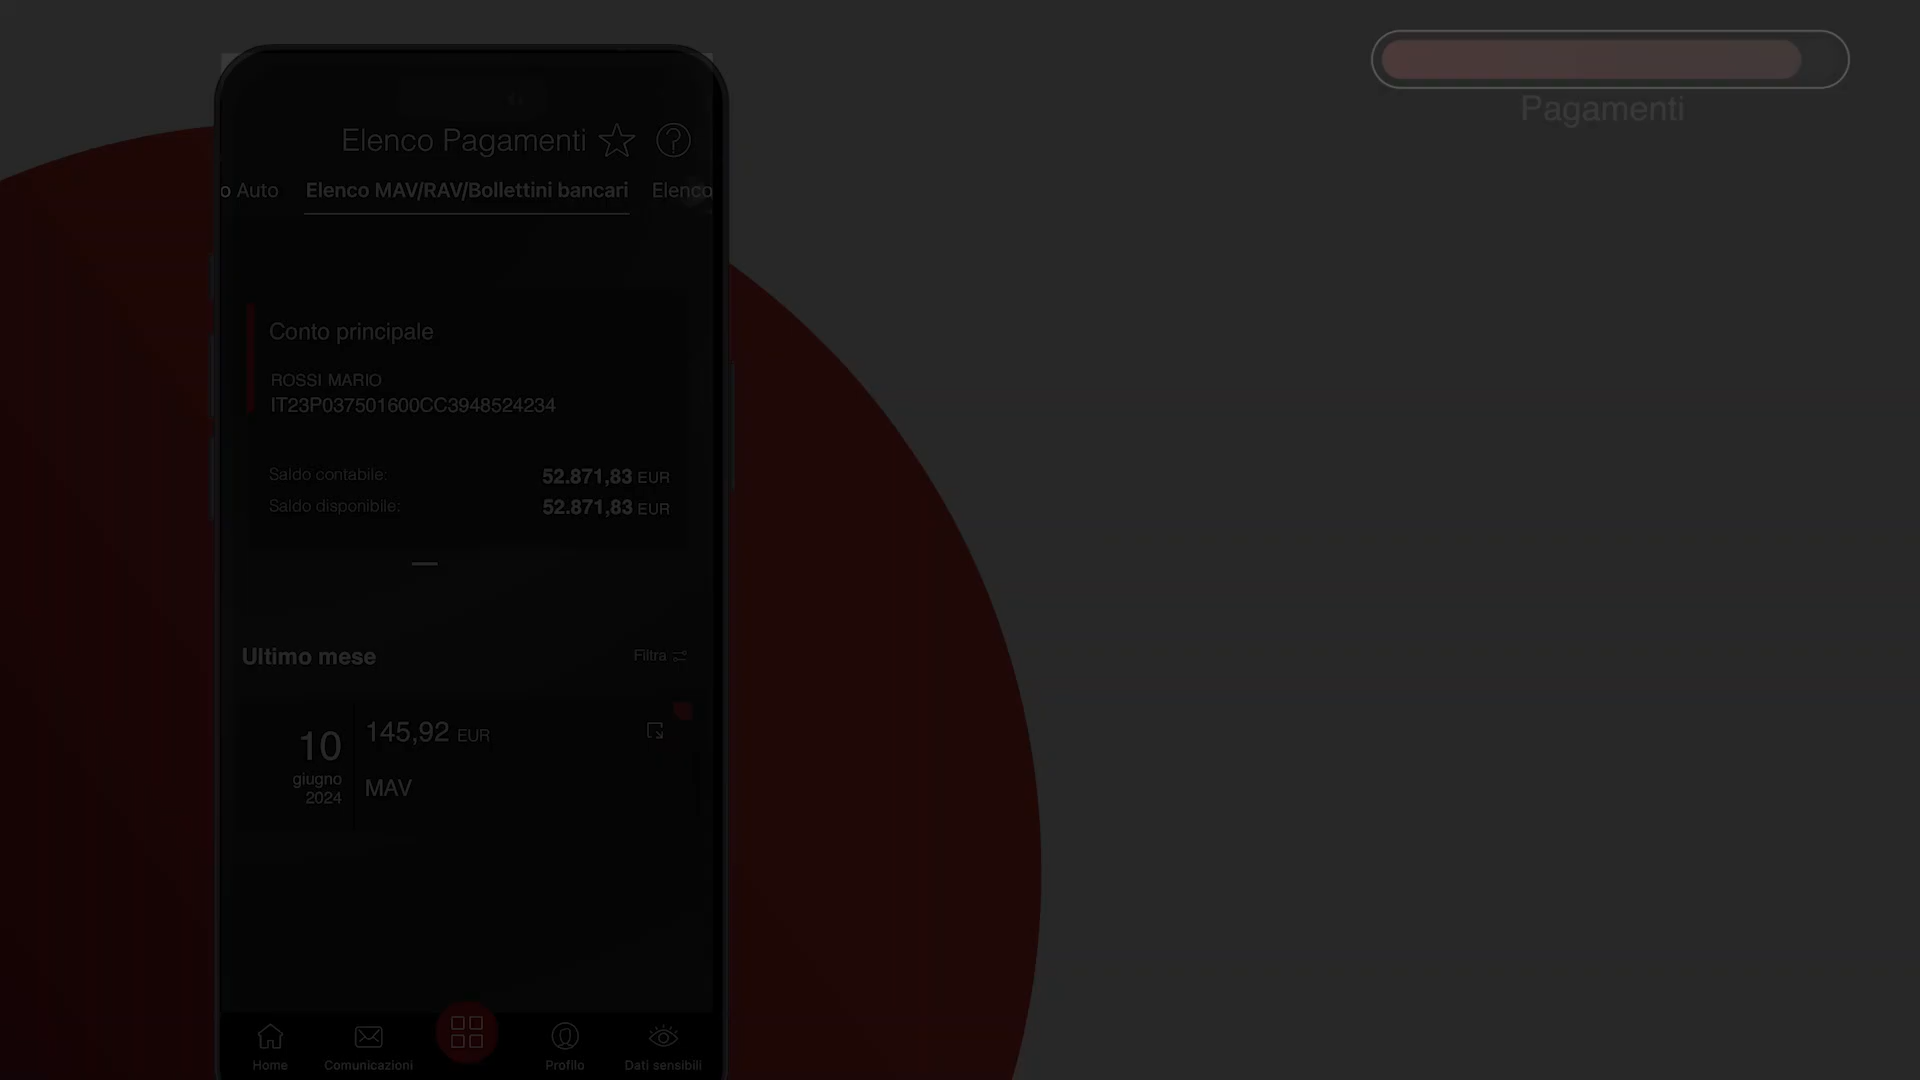 Pagamenti
Elenco Pagamenti
o Auto Elenco MAV/RAV/Bollettini bancari Elenco
Conto principale
ROSSI MARIO
IT23P037501600CC3948524234
Saldo contabile: 52.871,83 EUR
Saldo disponibile: 52.871,83 EUR
Ultimo mese Filtra
10 giugno 2024
145,92 EUR
MAV
Home Comunicazioni Profilo Dati sensibili